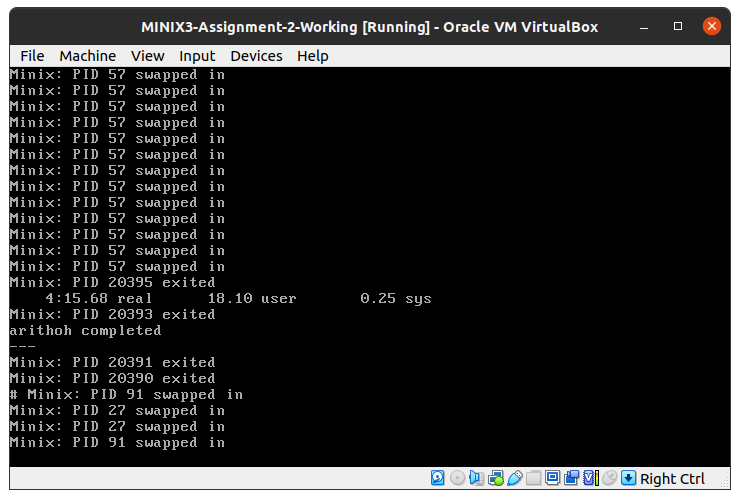 MINIX3-Assignment-2-Working [Running] - Oracle VM VirtualBox
File Machine View Input Devices Help
Minix: PID 57 swapped in
Minix: PID 57 swapped in
Minix: PID 57 swapped in
Minix: PID 57 swapped in
Minix: PID 57 swapped in
Minix: PID 57 swapped in
Minix: PID 57 swapped in
Minix: PID 57 swapped in
Minix: PID 57 swapped in
Minix: PID 57 swapped in
Minix: PID 57 swapped in
Minix: PID 57 swapped in
Minix: PID 57 swapped in
Minix: PID 20395 exited
4:15.68 real 18.10 user 0.25 sys
Minix: PID 20393 exited
arithoh completed
---
Minix: PID 20391 exited
Minix: PID 20390 exited
# Minix: PID 91 swapped in
Minix: PID 27 swapped in
Minix: PID 27 swapped in
Minix: PID 91 swapped in
Right Ctrl